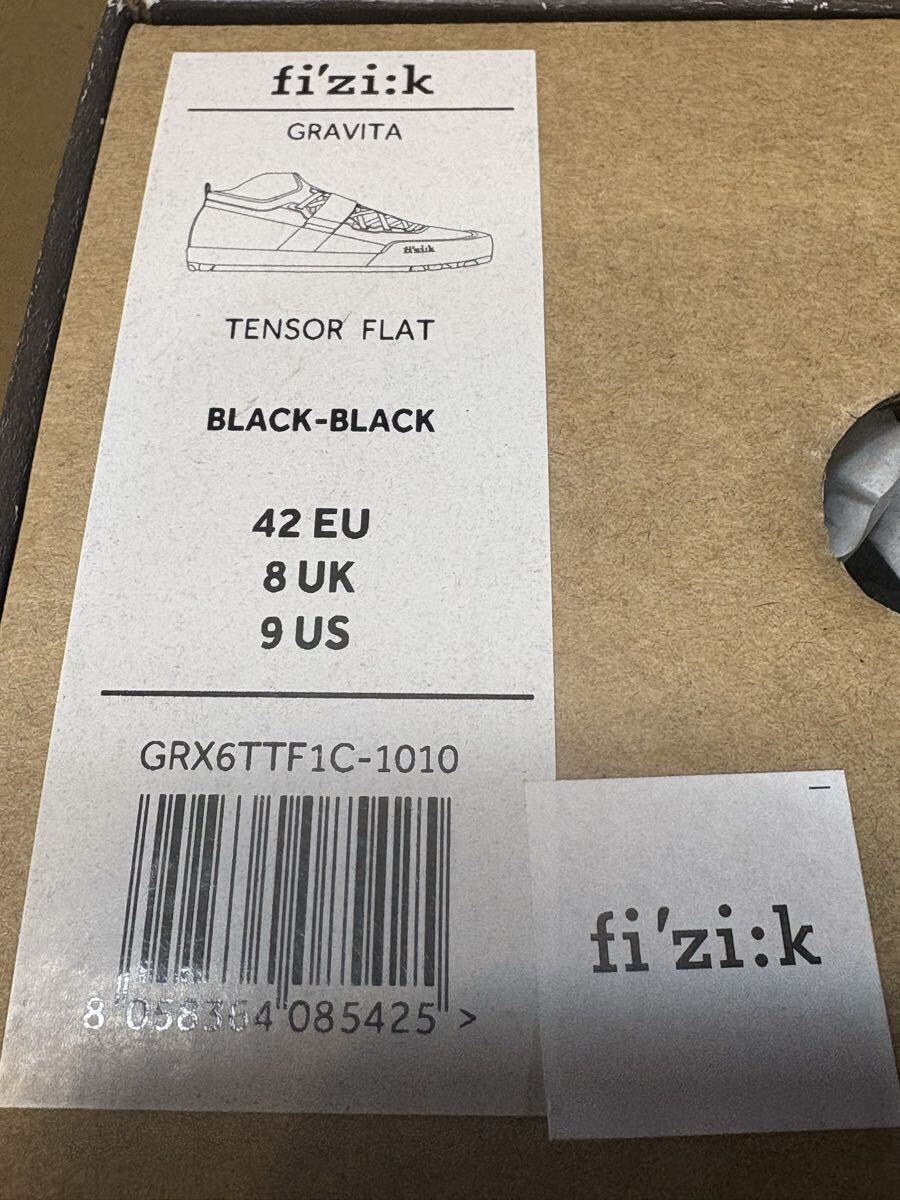 fi'zi:k
GRAVITA
fi'zi:k
TENSOR FLAT
BLACK-BLACK
42 EU
8 UK
9 US
GRX6TTF1C-1010
8 058364 085425 >
fi'zi:k